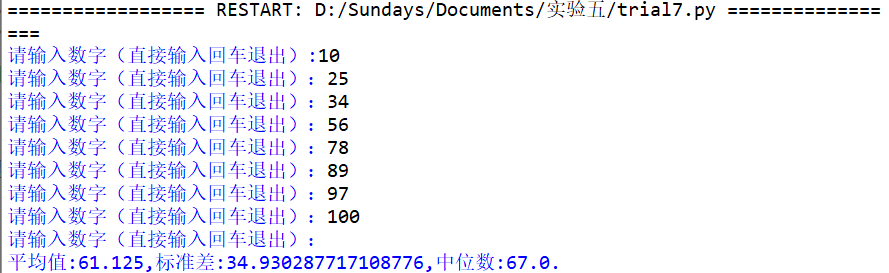 ================== RESTART: D:/Sundays/Documents/实验五/trial7.py ==============
===
请输入数字（直接输入回车退出）:10
请输入数字（直接输入回车退出）：25
请输入数字（直接输入回车退出）：34
请输入数字（直接输入回车退出）：56
请输入数字（直接输入回车退出）：78
请输入数字（直接输入回车退出）：89
请输入数字（直接输入回车退出）：97
请输入数字（直接输入回车退出）：100
请输入数字（直接输入回车退出）：
平均值:61.125,标准差:34.930287717108776,中位数:67.0.